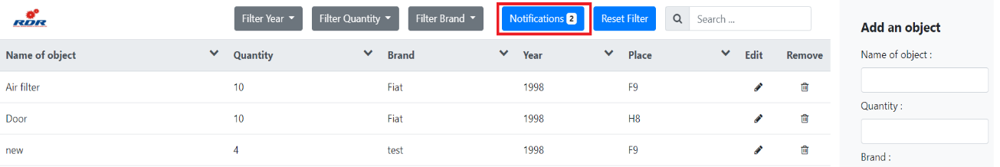 RDR
Filter Year Filter Quantity Filter Brand Notifications 2 Reset Filter Search ...
Name of object Quantity Brand Year Place Edit Remove
Air filter 10 Fiat 1998 F9
Door 10 Fiat 1998 H8
new 4 test 1998 F9
Add an object
Name of object :
Quantity :
Brand :